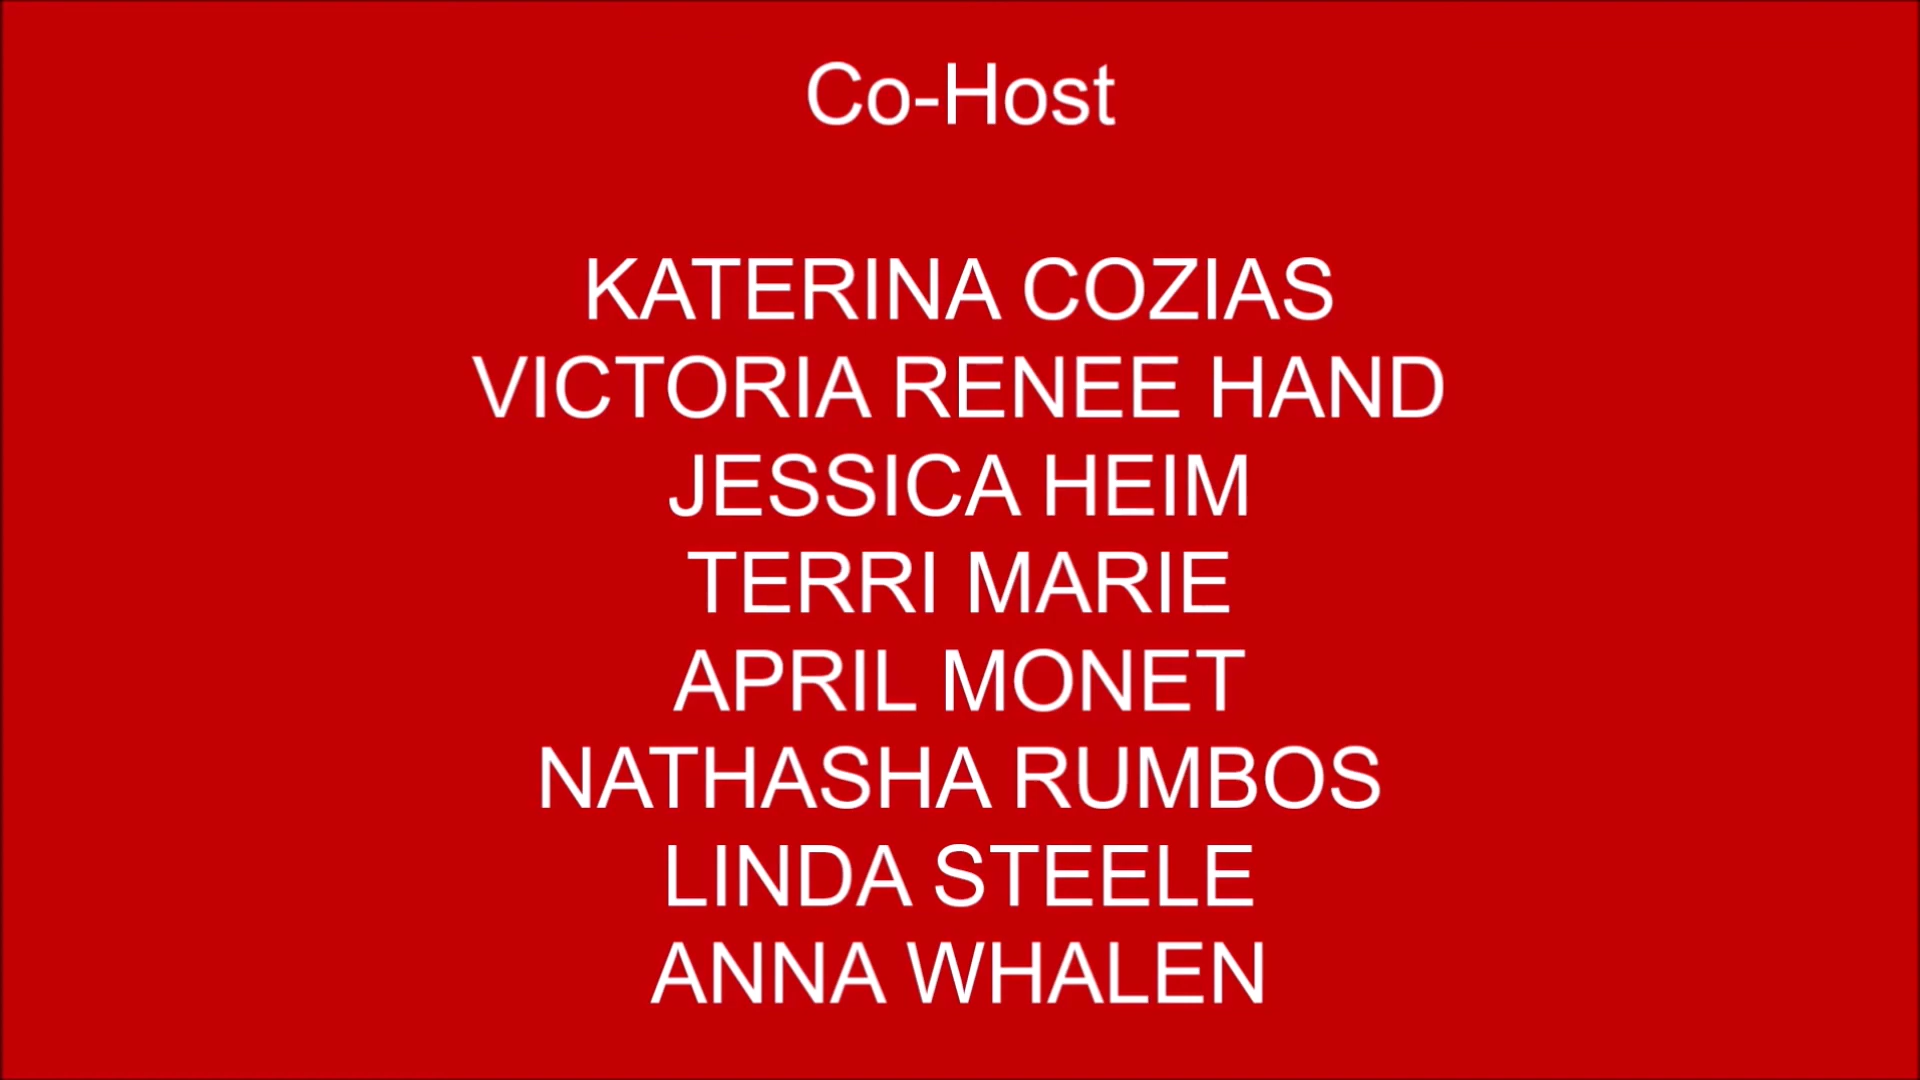 Co-Host
KATERINA COZIAS
VICTORIA RENEE HAND
JESSICA HEIM
TERRI MARIE
APRIL MONET
NATHASHA RUMBOS
LINDA STEELE
ANNA WHALEN